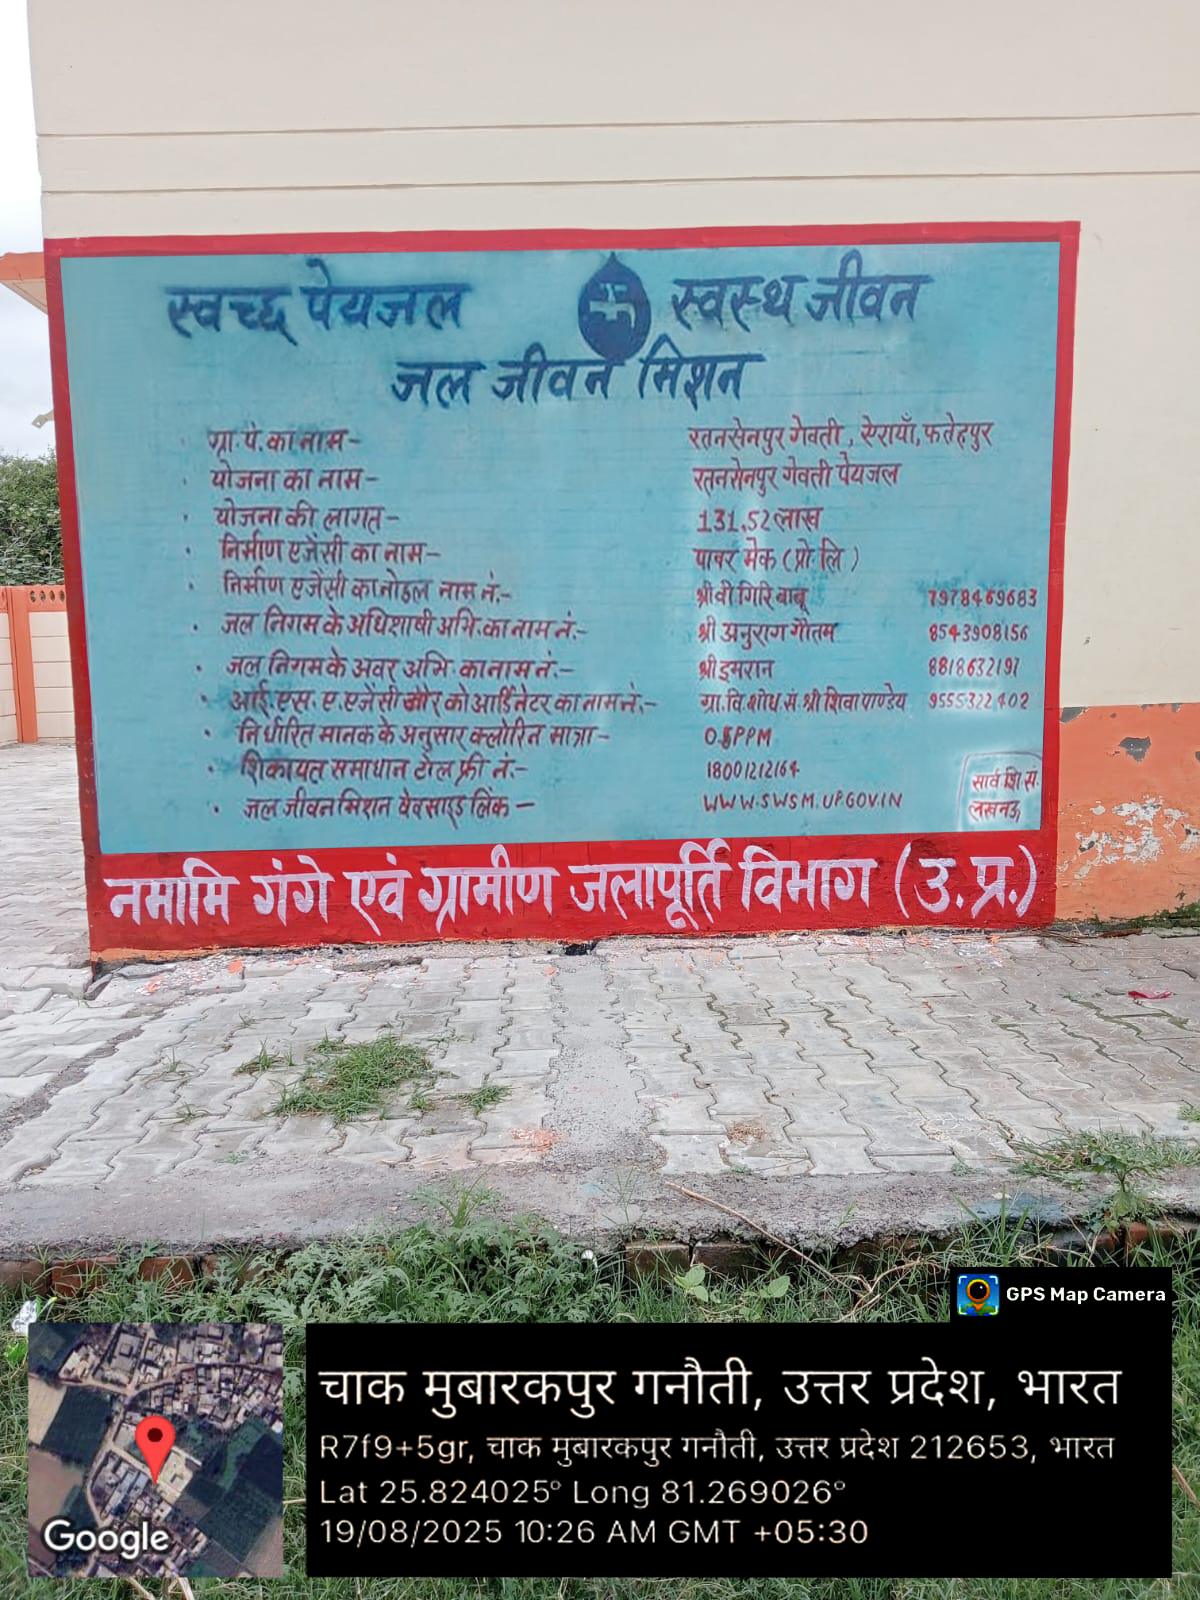 स्वच्छ पेयजल स्वस्थ जीवन
जल जीवन मिशन
ग्रा.पं. का नाम- रतनसेनपुर गेवती, ऐरायाँ, फतेहपुर
योजना का नाम- रतनसेनपुर गेवती पेयजल
योजना की लागत- 131.52 लाख
निर्माण एजेंसी का नाम- पावर मेक (प्रो. लि)
निर्माण एजेंसी का नोडल नाम नं.- श्री वी गिरि बाबू 7978469683
जल निगम के अधिशाषी अभि. का नाम नं.- श्री अनुराग गौतम 8543908156
जल निगम के अवर अभि का नाम नं.- श्री इमरान 8818632197
आई.एस.ए. एजेंसी और को आर्डिनेटर का नाम नं.- ग्रा. वि. शोध. सं. श्री शिवा पाण्डेय 9555322402
निर्धारित मानक के अनुसार क्लोरिन मात्रा- 0.5PPM
शिकायत समाधान टोल फ्री नं.- 18001212164
जल जीवन मिशन वेबसाइड लिंक- WWW.SWSM.UP.GOV.IN
सार्व. शि. स.
लखनऊ
नमामि गंगे एवं ग्रामीण जलापूर्ति विभाग (उ.प्र.)
GPS Map Camera
चाक मुबारकपुर गनौती, उत्तर प्रदेश, भारत
R7f9+5gr, चाक मुबारकपुर गनौती, उत्तर प्रदेश 212653, भारत
Lat 25.824025° Long 81.269026°
19/08/2025 10:26 AM GMT +05:30
Google